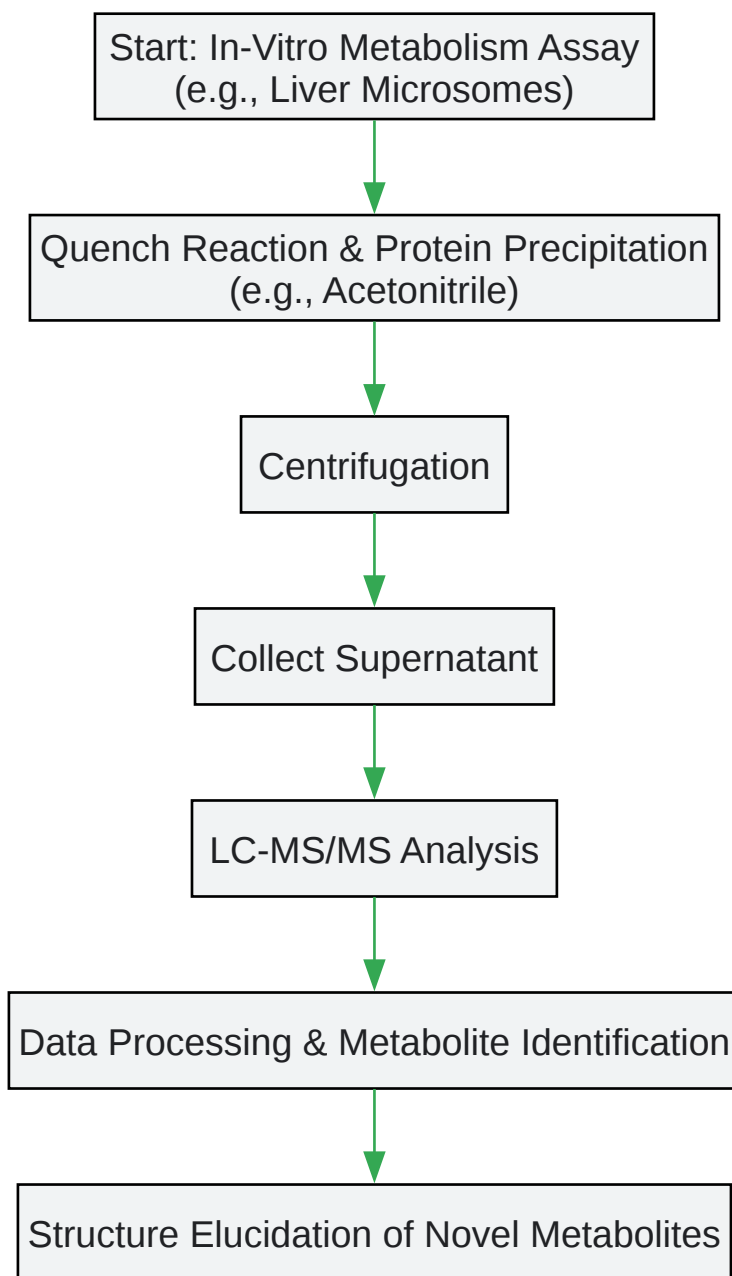 Start: In-Vitro Metabolism Assay
(e.g., Liver Microsomes)
Quench Reaction & Protein Precipitation
(e.g., Acetonitrile)
Centrifugation
Collect Supernatant
LC-MS/MS Analysis
Data Processing & Metabolite Identification
Structure Elucidation of Novel Metabolites